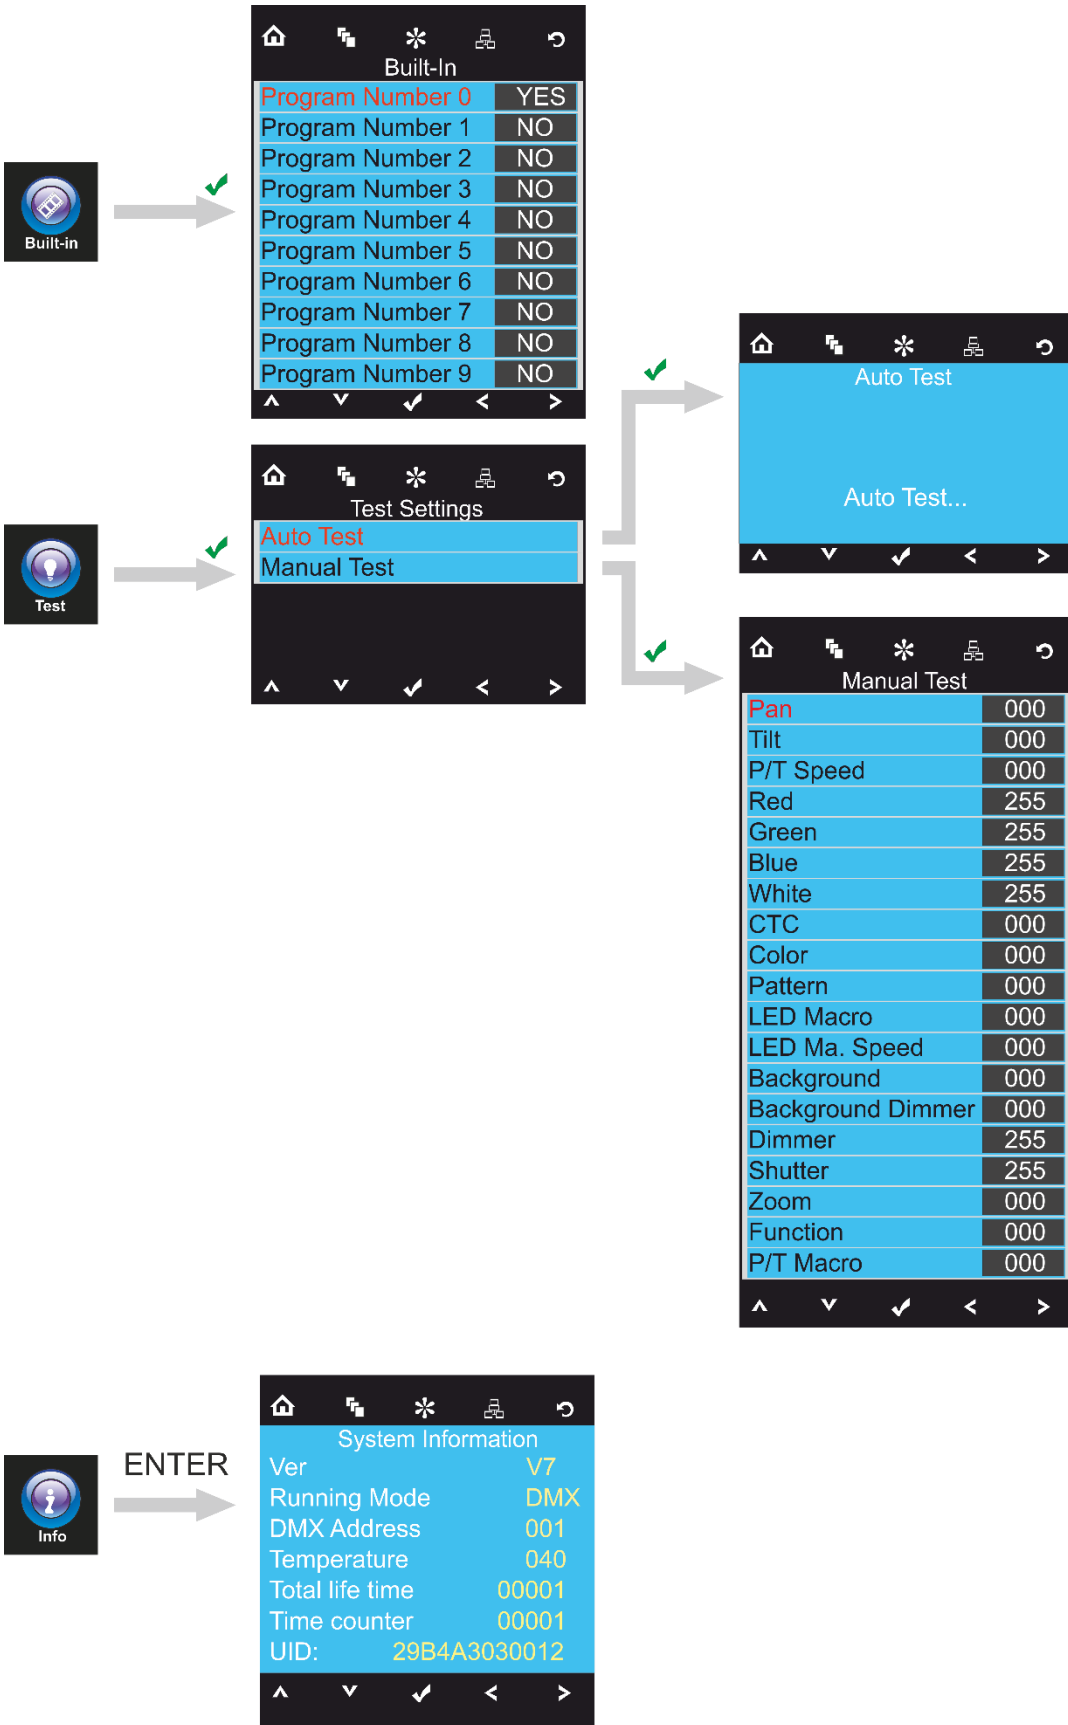 Built-In
Program Number 0 YES
Program Number 1 NO
Program Number 2 NO
Program Number 3 NO
Program Number 4 NO
Program Number 5 NO
Program Number 6 NO
Program Number 7 NO
Program Number 8 NO
Program Number 9 NO
Built-in
Test Settings
Auto Test
Manual Test
Test
Auto Test
Auto Test...
Manual Test
Pan 000
Tilt 000
P/T Speed 000
Red 255
Green 255
Blue 255
White 255
CTC 000
Color 000
Pattern 000
LED Macro 000
LED Ma. Speed 000
Background 000
Background Dimmer 000
Dimmer 255
Shutter 255
Zoom 000
Function 000
P/T Macro 000
Info
ENTER
System Information
Ver V7
Running Mode DMX
DMX Address 001
Temperature 040
Total life time 00001
Time counter 00001
UID: 29B4A3030012